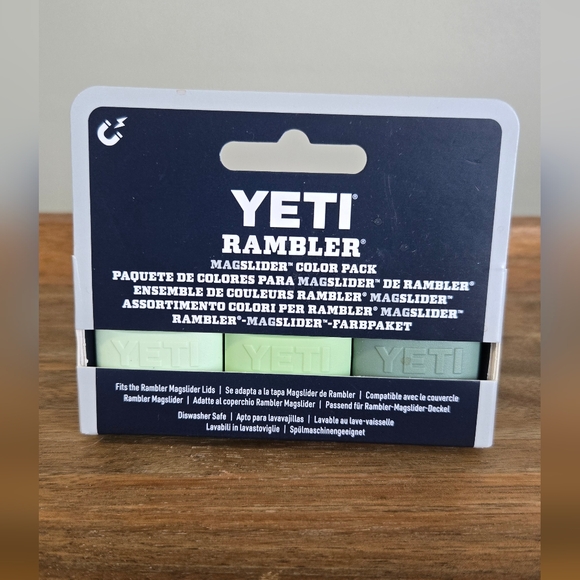 YETI®
RAMBLER®
MAGSLIDER™ COLOR PACK
PAQUETE DE COLORES PARA MAGSLIDER™ DE RAMBLER®
ENSEMBLE DE COULEURS RAMBLER® MAGSLIDER™
ASSORTIMENTO COLORI PER RAMBLER® MAGSLIDER™
RAMBLER®-MAGSLIDER™-FARBPAKET
YETI YETI YETI
Fits the Rambler Magslider Lids | Se adapta a la tapa Magslider de Rambler | Compatible avec le couvercle
Rambler Magslider | Adatto al coperchio Rambler Magslider | Passend für Rambler-Magslider-Deckel
Diswasher Safe | Apto para lavavajillas | Lavable au lave-vaisselle
Lavabili in lavastoviglie | Spülmaschinengeeignet